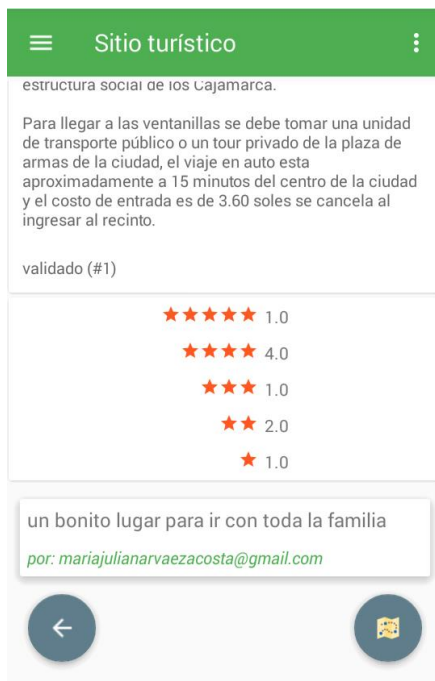 Sitio turístico
estructura social de los Cajamarca.
Para llegar a las ventanillas se debe tomar una unidad
de transporte público o un tour privado de la plaza de
armas de la ciudad, el viaje en auto esta
aproximadamente a 15 minutos del centro de la ciudad
y el costo de entrada es de 3.60 soles se cancela al
ingresar al recinto.
validado (#1)
1.0
4.0
1.0
2.0
1.0
un bonito lugar para ir con toda la familia
por: mariajulianarvaezacosta@gmail.com